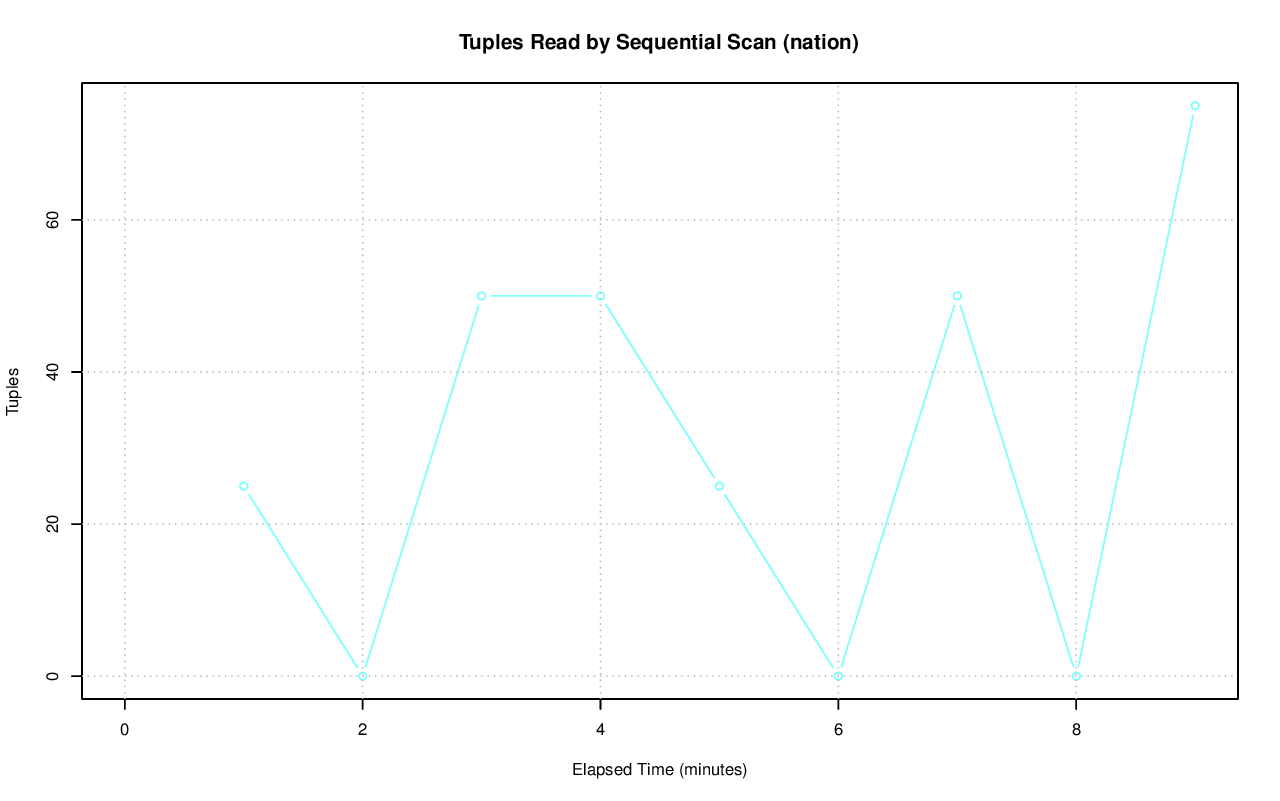 Tuples Read by Sequential Scan (nation)
Tuples
60
40
20
0
0 2 4 6 8
Elapsed Time (minutes)